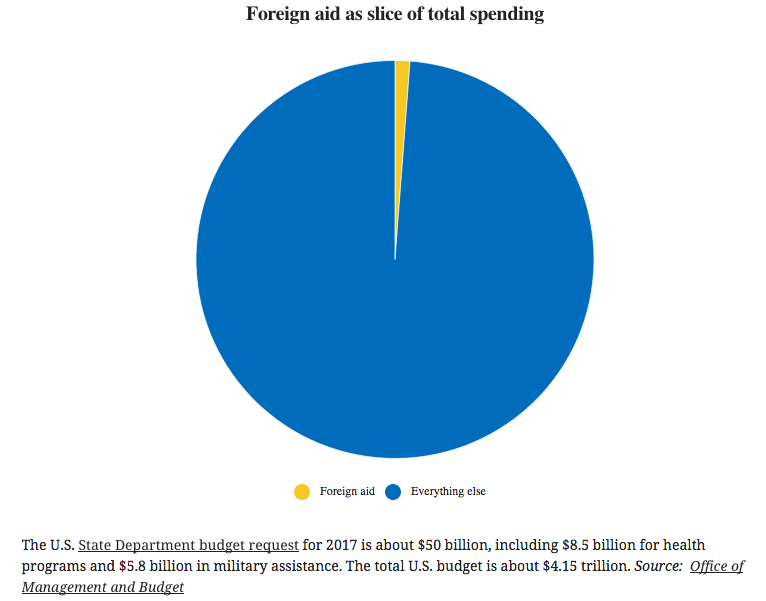 Foreign aid as slice of total spending
Foreign aid Everything else
The U.S. State Department budget request for 2017 is about $50 billion, including $8.5 billion for health
programs and $5.8 billion in military assistance. The total U.S. budget is about $4.15 trillion. Source: Office of
Management and Budget